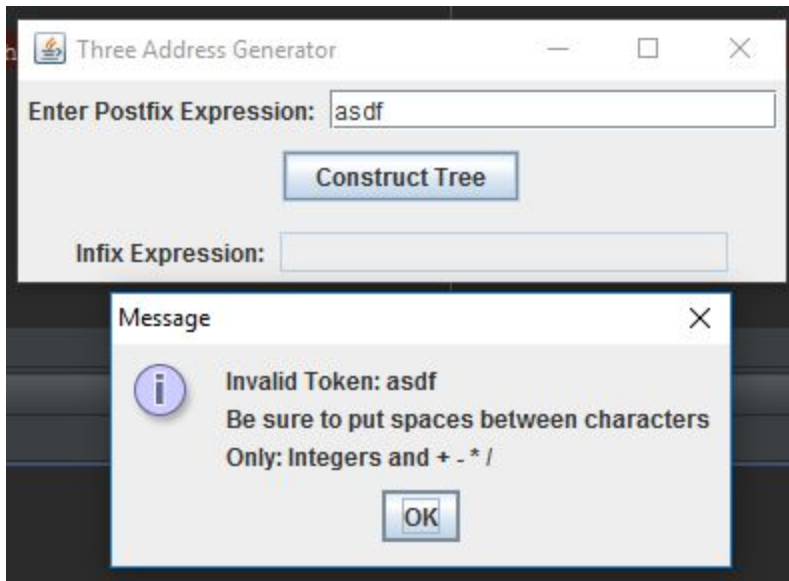 Three Address Generator
Enter Postfix Expression: asdf
Construct Tree
Infix Expression:
Message
Invalid Token: asdf
Be sure to put spaces between characters
Only: Integers and + - * /
OK